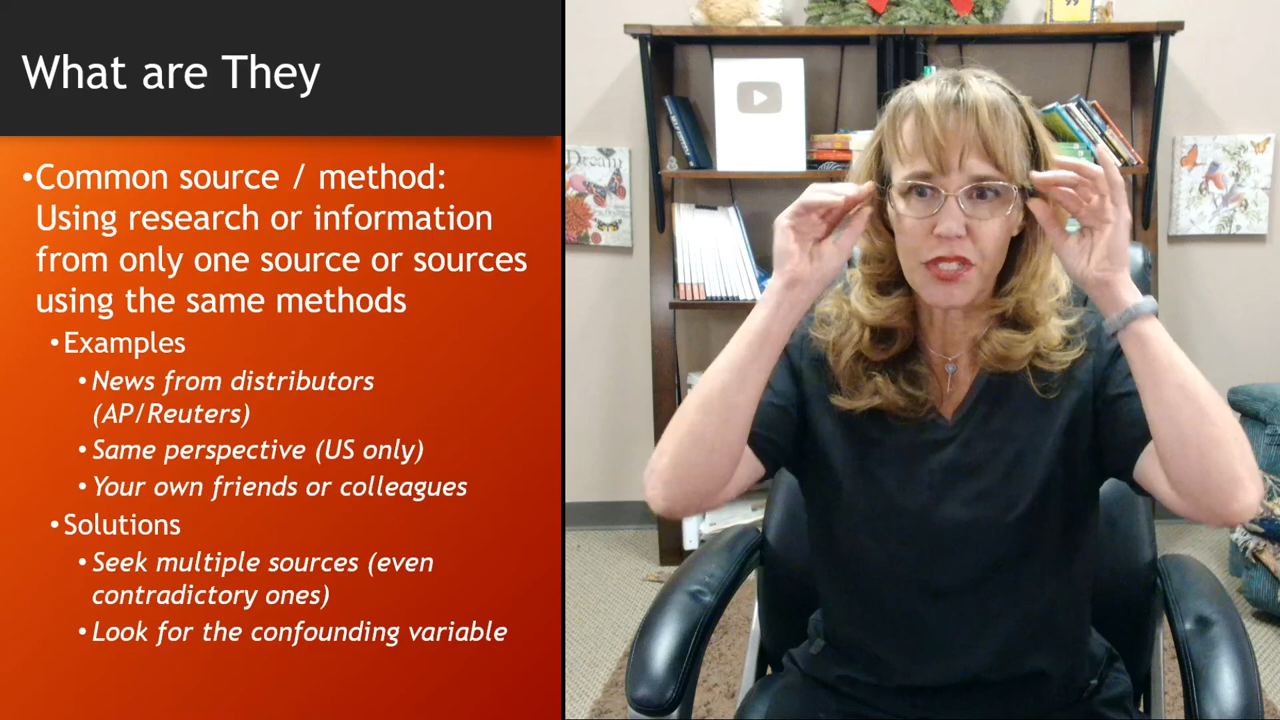 What are They
•Common source / method:
Using research or information
from only one source or sources
using the same methods
•Examples
•News from distributors
(AP/Reuters)
•Same perspective (US only)
•Your own friends or colleagues
•Solutions
•Seek multiple sources (even
contradictory ones)
•Look for the confounding variable
Dream